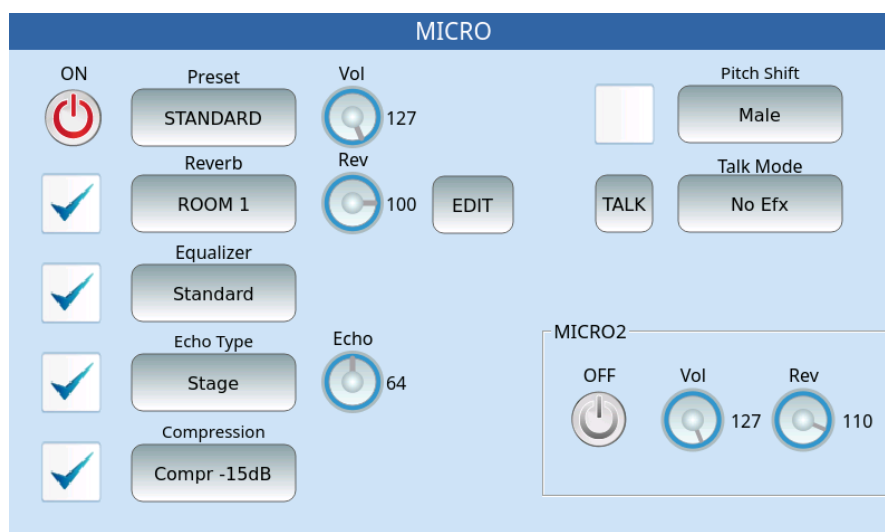 MICRO
ON
Preset
Vol
Pitch Shift
STANDARD
127
Male
Reverb
Rev
Talk Mode
ROOM 1
100
EDIT
TALK
No Efx
Equalizer
Standard
Echo Type
Echo
MICRO2
Stage
64
OFF
Vol
Rev
127
110
Compression
Compr -15dB